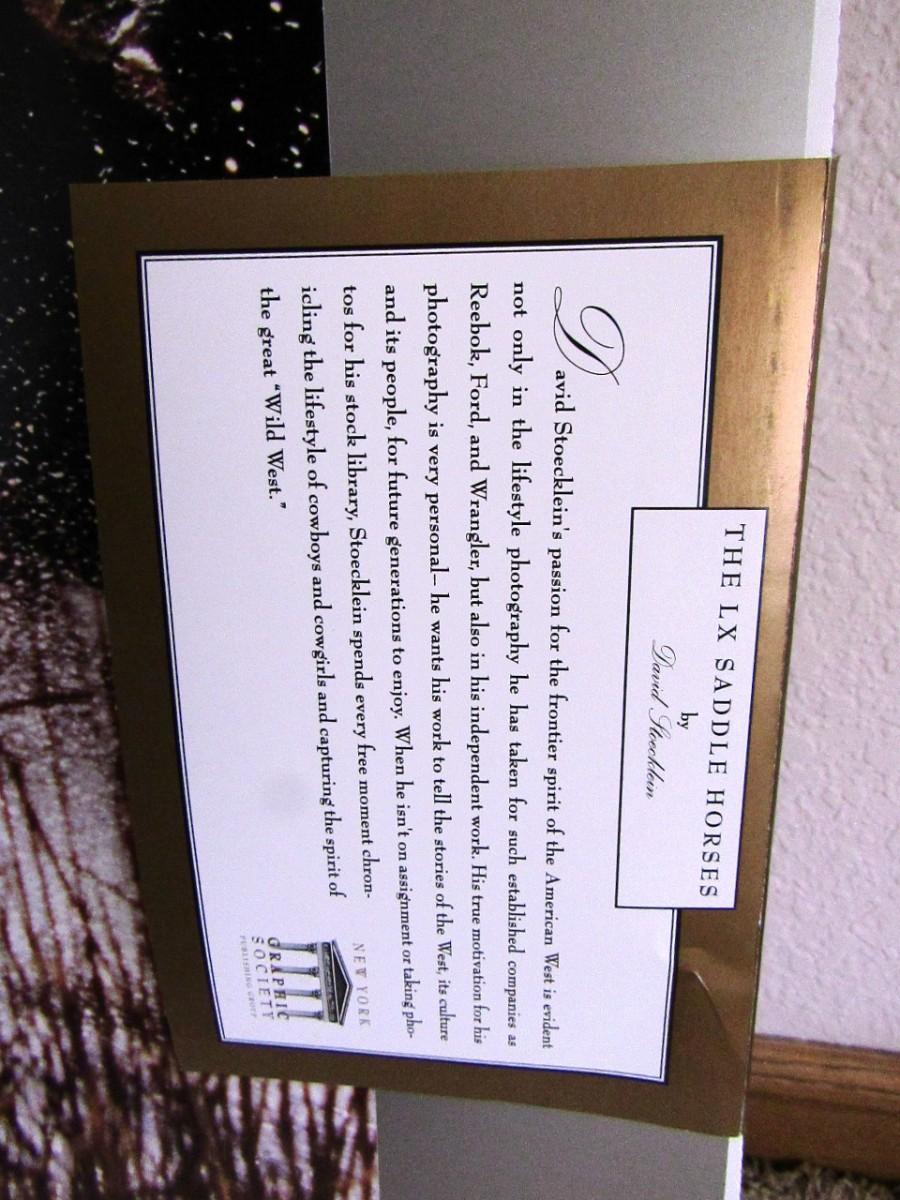 THE LX SADDLE HORSES
by
David Stoecklein
David Stoecklein's passion for the frontier spirit of the American West is evident
not only in the lifestyle photography he has taken for such established companies as
Reebok, Ford, and Wrangler, but also in his independent work. His true motivation for his
photography is very personal-- he wants his work to tell the stories of the West, its culture
and its people, for future generations to enjoy. When he isn't on assignment or taking pho-
tos for his stock library, Stoecklein spends every free moment chron-
icling the lifestyle of cowboys and cowgirls and capturing the spirit of
the great "Wild West."
NEW YORK
GRAPHIC
SOCIETY
PUBLISHING GROUP